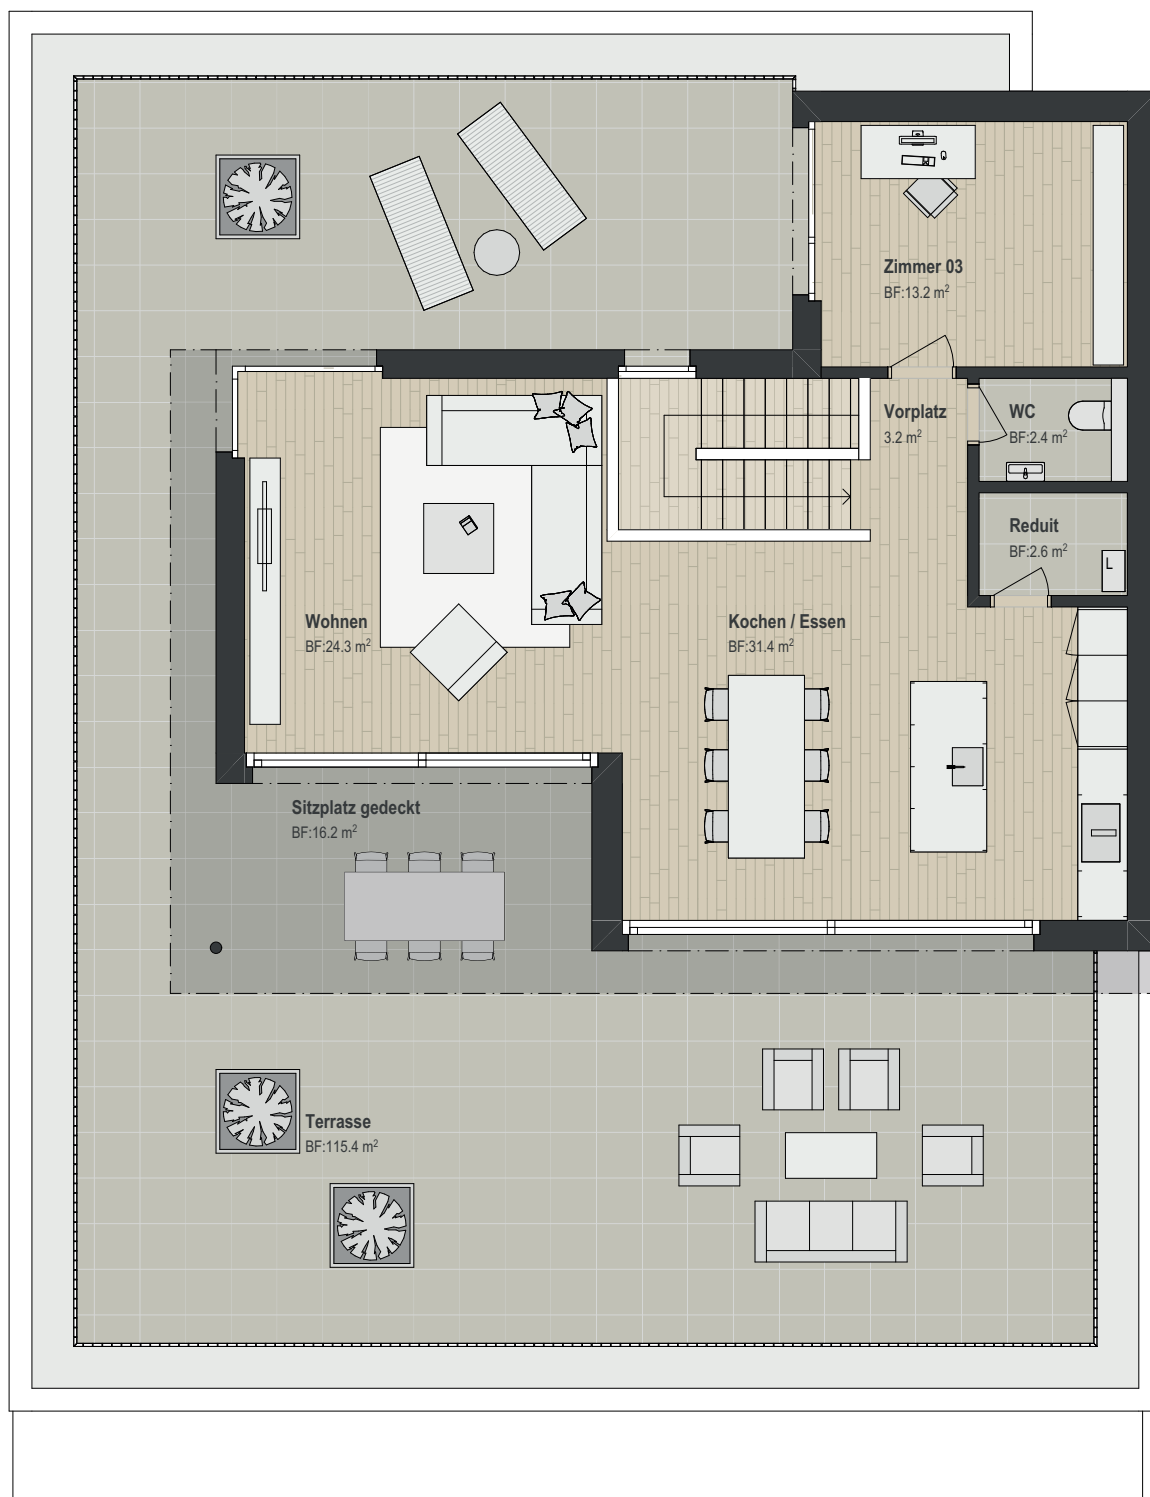 Zimmer 03
BF:13.2 m²
Vorplatz
3.2 m²
WC
BF:2.4 m²
Reduit
BF:2.6 m²
L
Wohnen
BF:24.3 m²
Kochen / Essen
BF:31.4 m²
Sitzplatz gedeckt
BF:16.2 m²
Terrasse
BF:115.4 m²